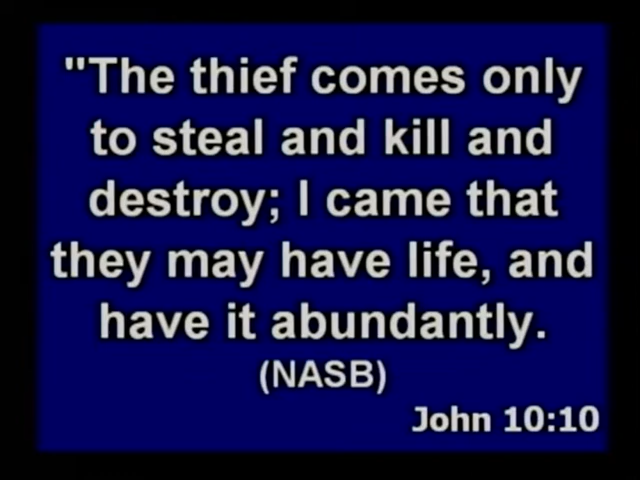 "The thief comes only
to steal and kill and
destroy; I came that
they may have life, and
have it abundantly.
(NASB)
John 10:10